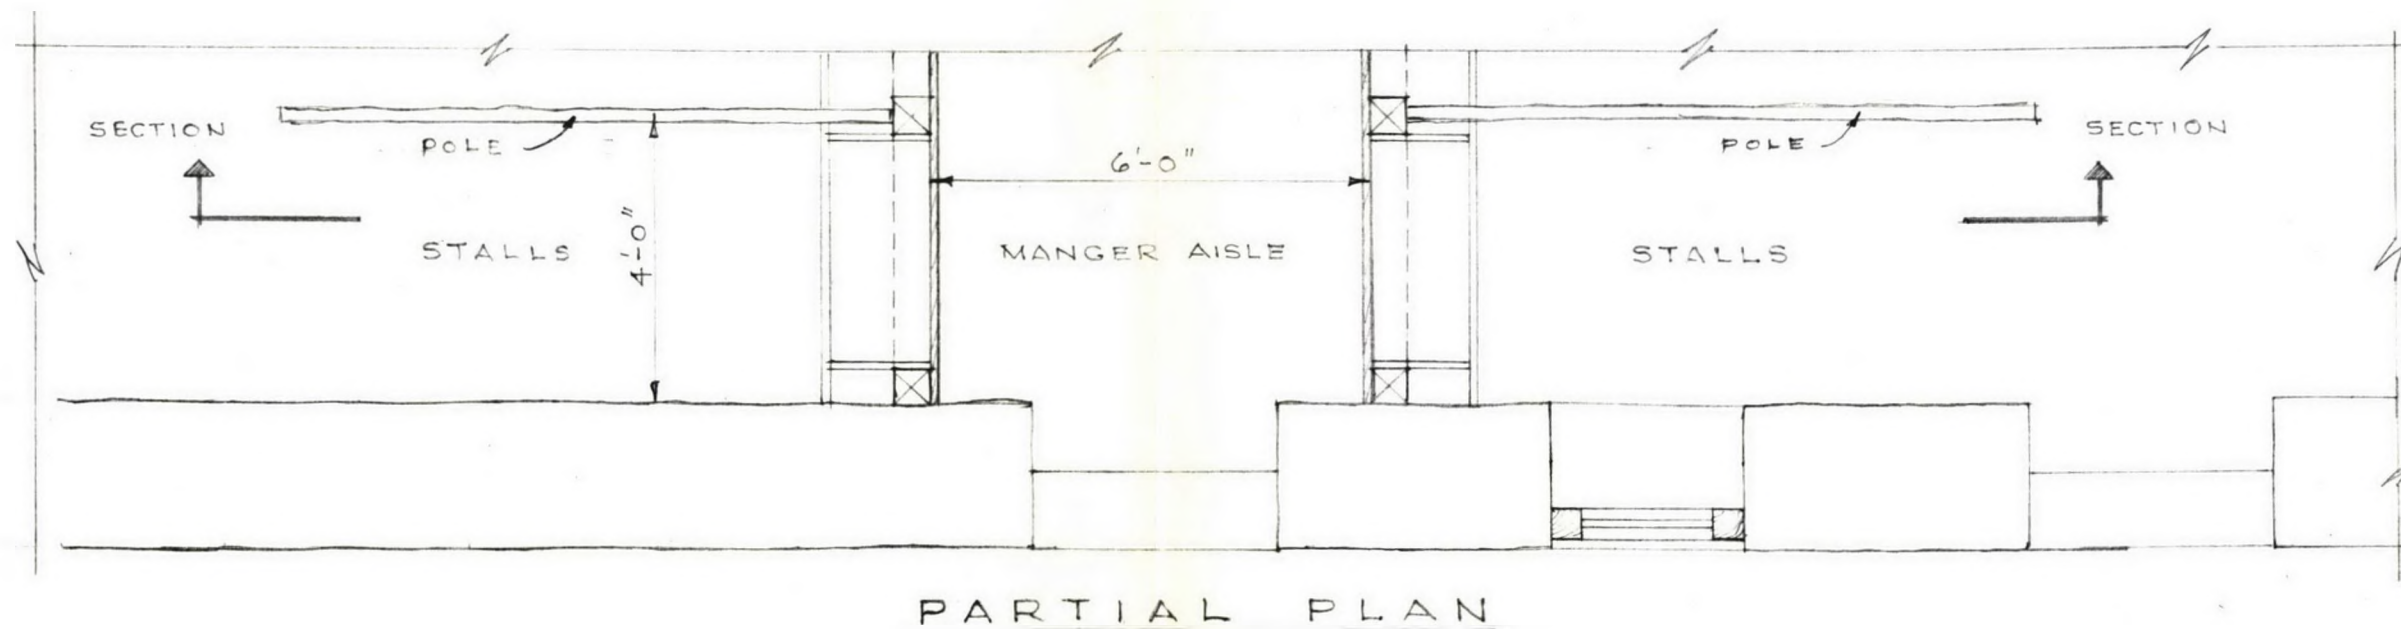 SECTION
POLE
6'-0"
POLE
SECTION
STALLS
4'-0"
MANGER AISLE
STALLS
PARTIAL PLAN